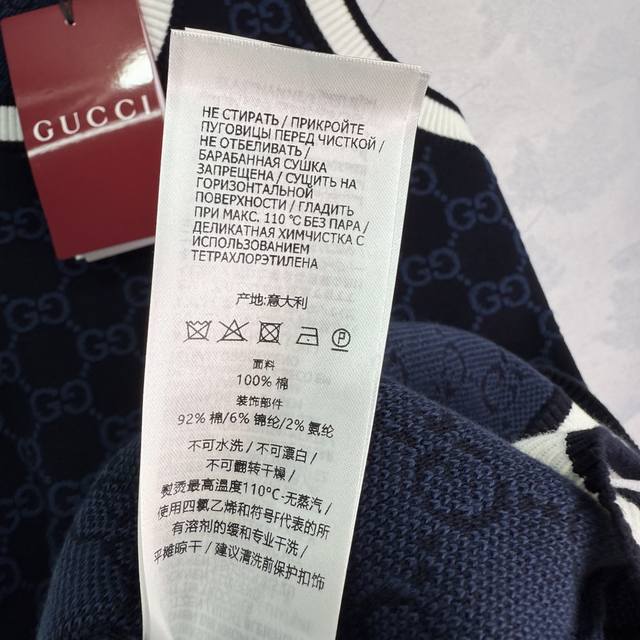 GUCCI
НЕ СТИРАТЬ / ПРИКРОЙТЕ
ПУГОВИЦЫ ПЕРЕД ЧИСТКОЙ /
НЕ ОТБЕЛИВАТЬ /
БАРАБАННАЯ СУШКА
ЗАПРЕЩЕНА / СУШИТЬ НА
ГОРИЗОНТАЛЬНОЙ
ПОВЕРХНОСТИ / ГЛАДИТЬ
ПРИ МАКС. 110 °C БЕЗ ПАРА /
ДЕЛИКАТНАЯ ХИМЧИСТКА С
ИСПОЛЬЗОВАНИЕМ
ТЕТРАХЛОРЭТИЛЕНА
产地:意大利
P
面料
100% 棉
装饰部件
92% 棉/6% 锦纶/2% 氨纶
不可水洗 / 不可漂白 /
不可翻转干燥 /
熨烫最高温度110°C-无蒸汽 /
使用四氯乙烯和符号F代表的所
有溶剂的缓和专业干洗 /
平摊晾干 / 建议清洗前保护扣饰